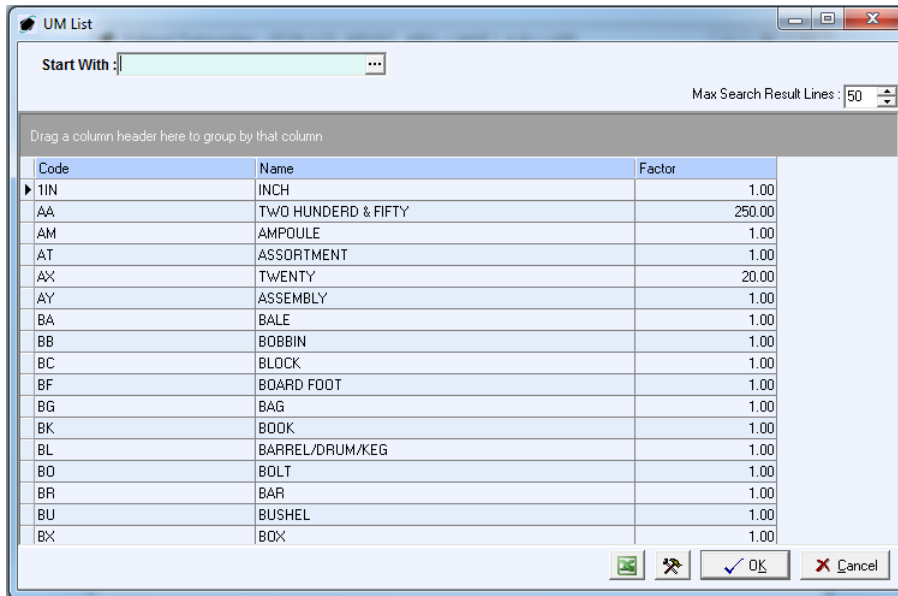 UM List
Start With :
...
Max Search Result Lines : 50
Drag a column header here to group by that column
Code Name Factor
1IN INCH 1.00
AA TWO HUNDERD & FIFTY 250.00
AM AMPOULE 1.00
AT ASSORTMENT 1.00
AX TWENTY 20.00
AY ASSEMBLY 1.00
BA BALE 1.00
BB BOBBIN 1.00
BC BLOCK 1.00
BF BOARD FOOT 1.00
BG BAG 1.00
BK BOOK 1.00
BL BARREL/DRUM/KEG 1.00
BO BOLT 1.00
BR BAR 1.00
BU BUSHEL 1.00
BX BOX 1.00
OK Cancel